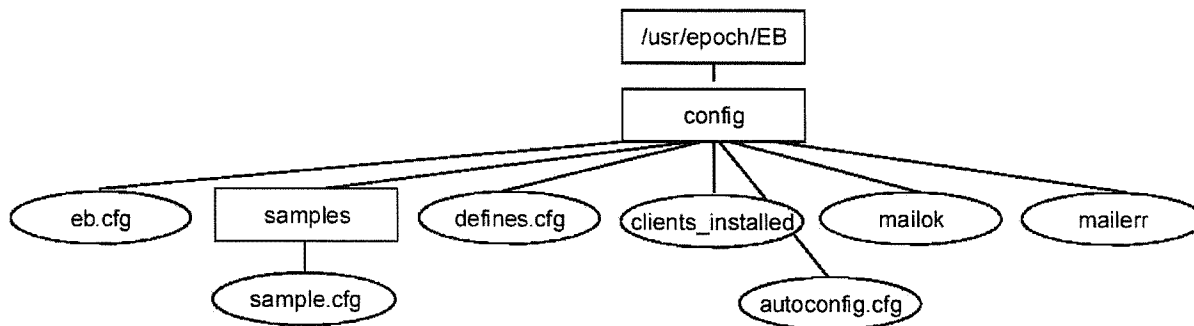 /usr/epoch/EB
config
eb.cfg
samples
defines.cfg
clients_installed
mailok
mailerr
sample.cfg
autoconfig.cfg